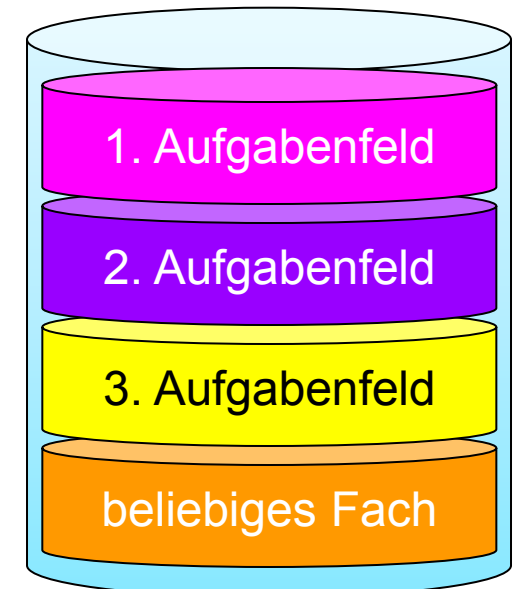 1. Aufgabenfeld
2. Aufgabenfeld
3. Aufgabenfeld
beliebiges Fach